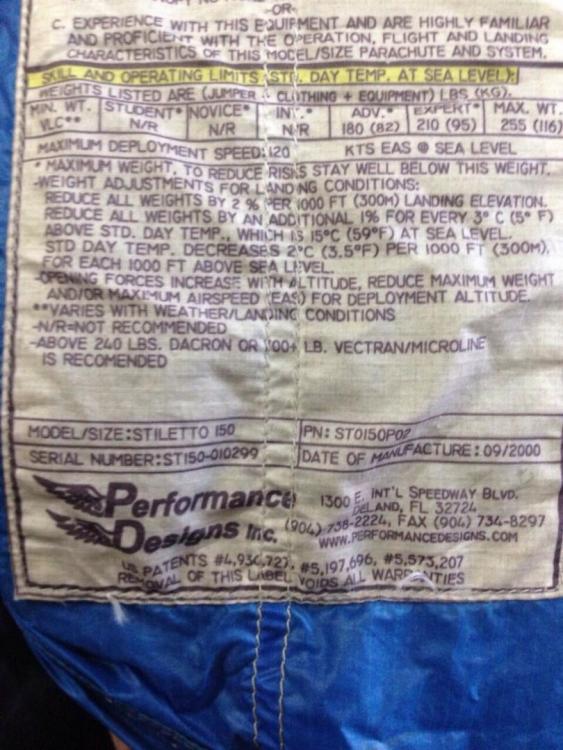 -OR-
C. EXPERIENCE WITH THIS EQUIPMENT AND ARE HIGHLY FAMILIAR
AND PROFICIENT WITH THE OPERATION, FLIGHT AND LANDING
CHARACTERISTICS OF THIS MODEL/SIZE PARACHUTE AND SYSTEM.
SKILL AND OPERATING LIMITS (STD. DAY TEMP. AT SEA LEVEL):
WEIGHTS LISTED ARE (JUMPER + CLOTHING + EQUIPMENT) LBS (KG).
MIN. WT. STUDENT* NOVICE* INT.* ADV.* EXPERT* MAX. WT.
VLC** N/R N/R N/R 180 (82) 210 (95) 255 (116)
MAXIMUM DEPLOYMENT SPEED: 120 KTS EAS @ SEA LEVEL
* MAXIMUM WEIGHT, TO REDUCE RISKS STAY WELL BELOW THIS WEIGHT.
-WEIGHT ADJUSTMENTS FOR LANDING CONDITIONS:
REDUCE ALL WEIGHTS BY 2 % PER 1000 FT (300M) LANDING ELEVATION.
REDUCE ALL WEIGHTS BY AN ADDITIONAL 1% FOR EVERY 3° C (5° F)
ABOVE STD. DAY TEMP., WHICH IS 15°C (59°F) AT SEA LEVEL.
STD DAY TEMP. DECREASES 2°C (3.5°F) PER 1000 FT (300M),
FOR EACH 1000 FT ABOVE SEA LEVEL.
-OPENING FORCES INCREASE WITH ALTITUDE, REDUCE MAXIMUM WEIGHT
AND/OR MAXIMUM AIRSPEED (EAS) FOR DEPLOYMENT ALTITUDE.
**VARIES WITH WEATHER/LANDING CONDITIONS
-N/R=NOT RECOMMENDED
-ABOVE 240 LBS. DACRON OR LB. VECTRAN/MICROLINE
IS RECOMENDED
MODEL/SIZE:STILETTO 150 PN: ST0150P02
SERIAL NUMBER:ST150-010299 DATE OF MANUFACTURE: 09/2000
Performance
Designs Inc.
1300 E. INT'L SPEEDWAY BLVD.
DELAND, FL 32724
(904) 738-2224, FAX (904) 734-8297
WWW.PERFORMANCEDESIGNS.COM
US PATENTS #4,930,727, #5,197,696, #5,573,207
REMOVAL OF THIS LABEL VOIDS ALL WARRANTIES